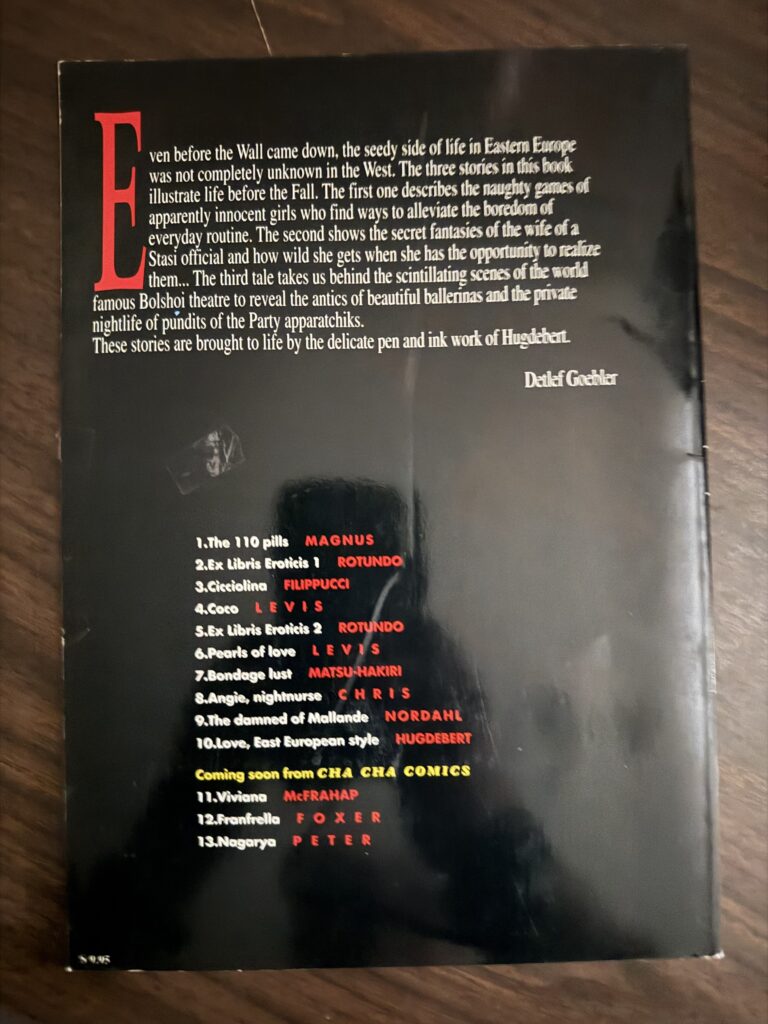 Even before the Wall came down, the seedy side of life in Eastern Europe
was not completely unknown in the West. The three stories in this book
illustrate life before the Fall. The first one describes the naughty games of
apparently innocent girls who find ways to alleviate the boredom of
everyday routine. The second shows the secret fantasies of the wife of a
Stasi official and how wild she gets when she has the opportunity to realize
them... The third tale takes us behind the scintillating scenes of the world
famous Bolshoi theatre to reveal the antics of beautiful ballerinas and the private
nightlife of pundits of the Party apparatchiks.
These stories are brought to life by the delicate pen and ink work of Hugdebert.
Detlef Goebler
1.The 110 pills MAGNUS
2.Ex Libris Eroticis 1 ROTUNDO
3.Cicciolina FILIPPUCCI
4.Coco LEVIS
5.Ex Libris Eroticis 2 ROTUNDO
6.Pearls of love LEVIS
7.Bondage lust MATSU-HAKIRI
8.Angie, nightnurse CHRIS
9.The damned of Mallande NORDAHL
10.Love, East European style HUGDEBERT
Coming soon from CHA CHA COMICS
11.Viviana McFRAHAP
12.Franfrella FOXER
13.Nagarya PETER
$ 9.95